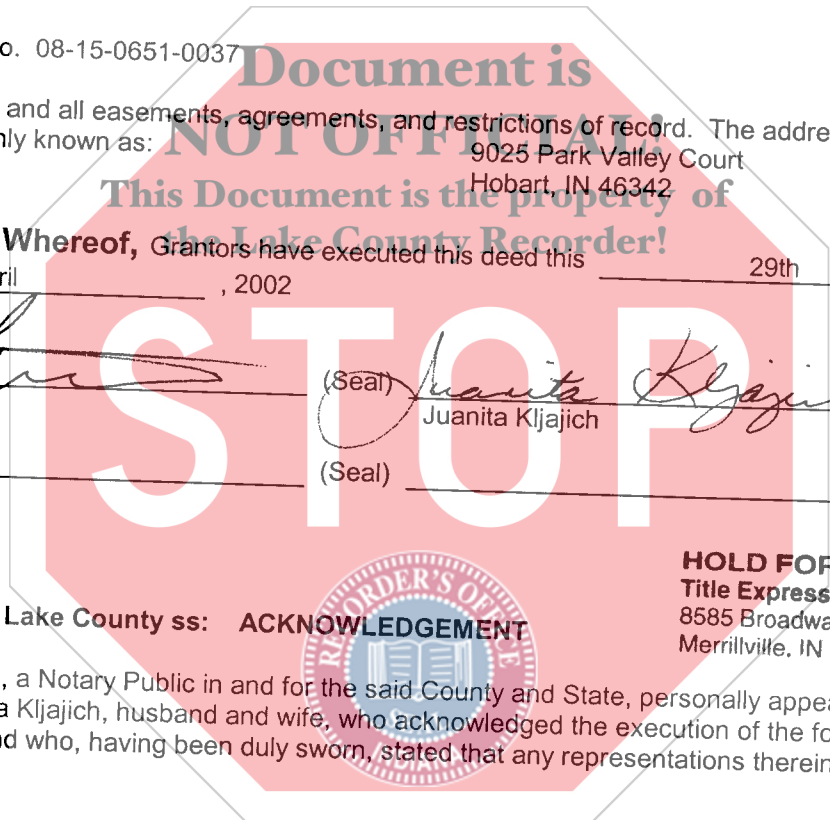 o. 08-15-0651-0037
Document is
and all easements, agreements, and restrictions of record. The addre
nly known as:
NOT OFFICIAL!
9025 Park Valley Court
This Document is the property of
Hobart, IN 46342
the Lake County Recorder!
Whereof, Grantors have executed this deed this 29th
ril , 2002
STOP
(Seal) Juanita Kljajich
Juanita Kljajich
(Seal)
HOLD FOR
Title Express
8585 Broadwa
Merrillville, IN
RECORDER'S OFFICE
Lake County ss: ACKNOWLEDGEMENT
, a Notary Public in and for the said County and State, personally appea
a Kljajich, husband and wife, who acknowledged the execution of the fo
nd who, having been duly sworn, stated that any representations therein
INDIANA